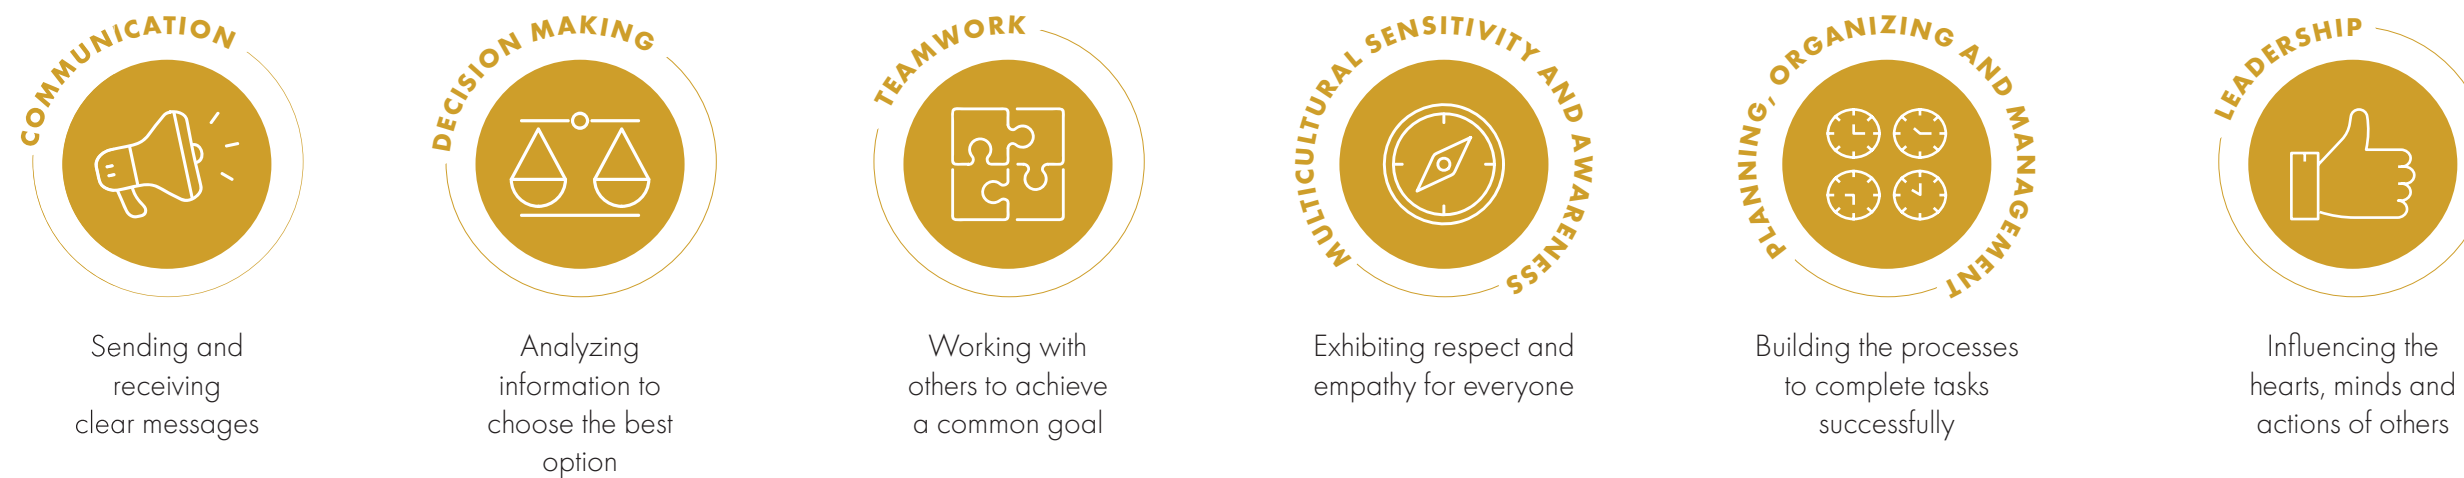 COMMUNICATION
Sending and
receiving
clear messages
DECISION MAKING
Analyzing
information to
choose the best
option
TEAMWORK
Working with
others to achieve
a common goal
MULTICULTURAL SENSITIVITY AND AWARENESS
Exhibiting respect and
empathy for everyone
PLANNING, ORGANIZING AND MANAGEMENT
Building the processes
to complete tasks
successfully
LEADERSHIP
Influencing the
hearts, minds and
actions of others